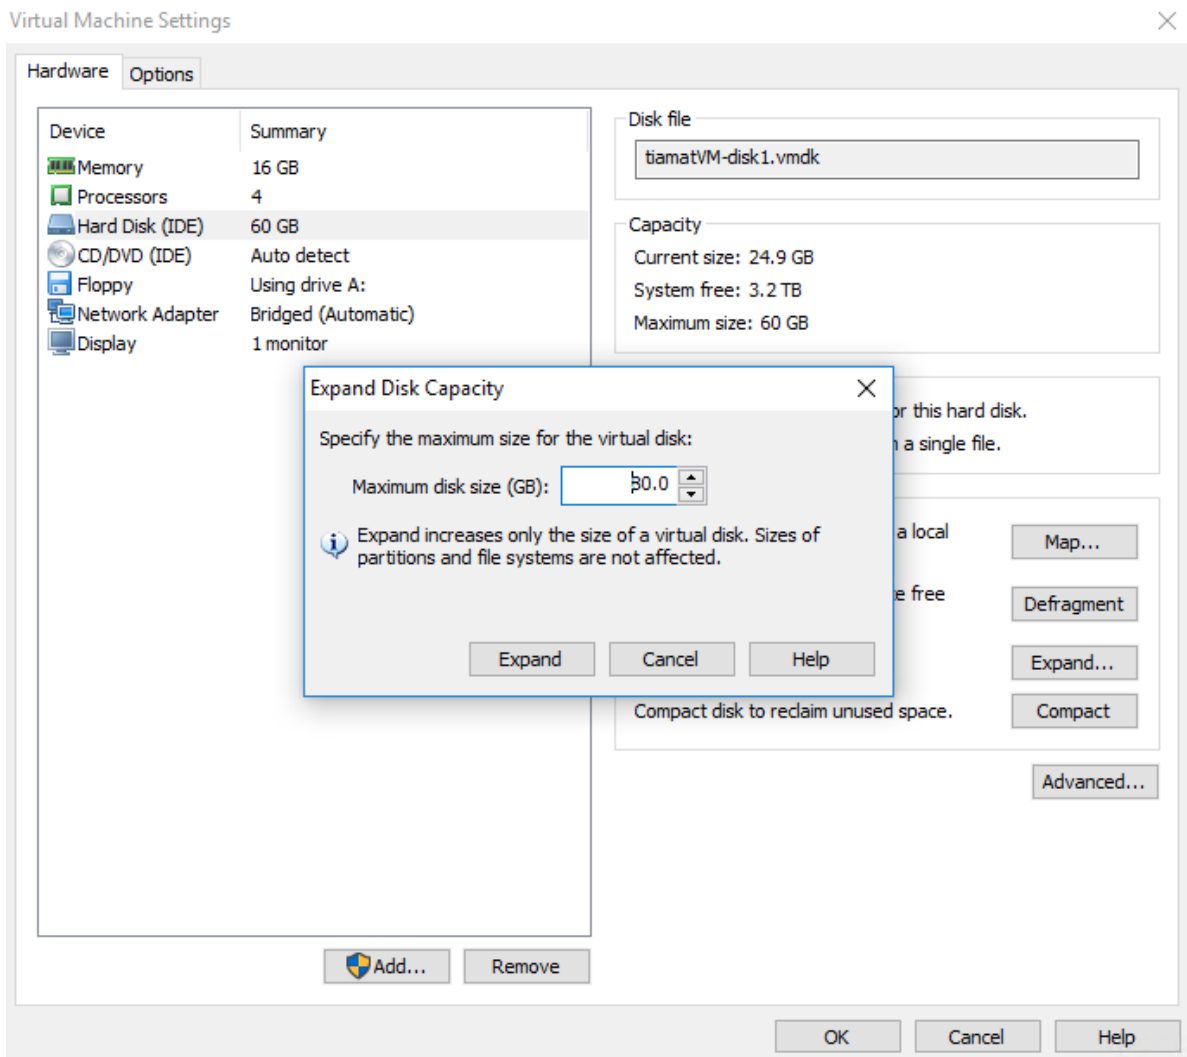 Virtual Machine Settings
Hardware
Options
Device
Summary
Memory
16 GB
Processors
4
Hard Disk (IDE)
60 GB
CD/DVD (IDE)
Auto detect
Floppy
Using drive A:
Network Adapter
Bridged (Automatic)
Display
1 monitor
Disk file
tiamatVM-disk1.vmdk
Capacity
Current size: 24.9 GB
System free: 3.2 TB
Maximum size: 60 GB
this hard disk.
a single file.
a local
Map...
free
Defragment
Expand...
Compact disk to reclaim unused space.
Compact
Advanced...
Expand Disk Capacity
Specify the maximum size for the virtual disk:
Maximum disk size (GB):
Expand increases only the size of a virtual disk. Sizes of
partitions and file systems are not affected.
Expand
Cancel
Help
Add...
Remove
OK
Cancel
Help